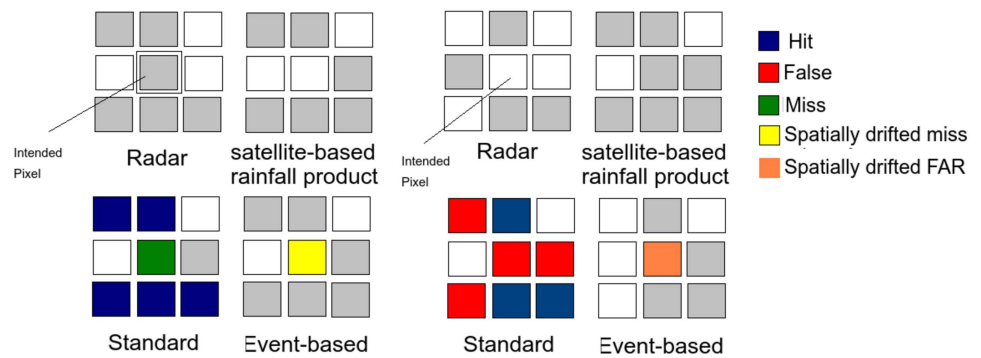 Intended
Pixel
Radar
satellite-based
rainfall product
Standard
Event-based
Intended
Pixel
Radar
satellite-based
rainfall product
Standard
Event-based
Hit
False
Miss
Spatially drifted miss
Spatially drifted FAR